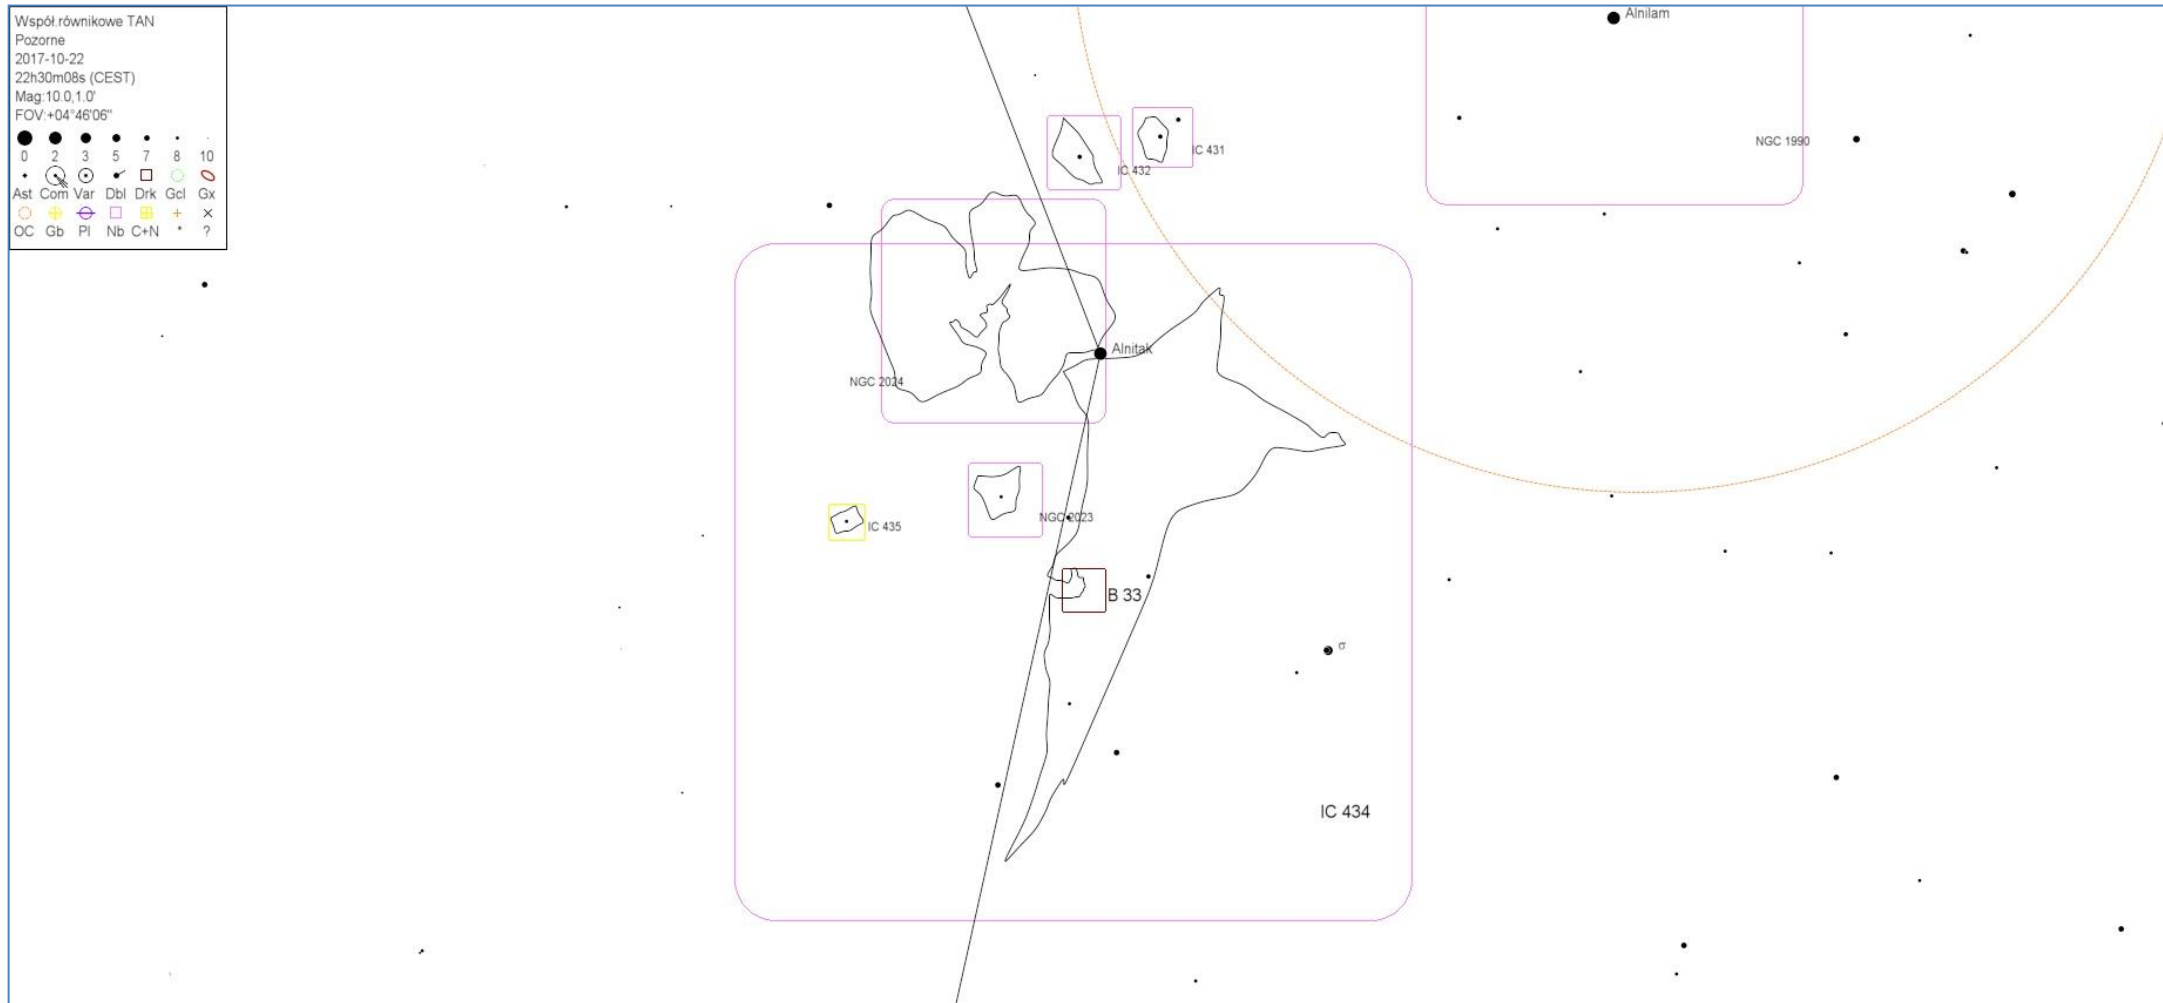 Współ.równikowe TAN
Pozorne
2017-10-22
22h30m08s (CEST)
Mag:10.0,1.0'
FOV:+04°46'06"
0 2 3 5 7 8 10
Ast Com Var Dbl Drk Gcl Gx
OC Gb Pl Nb C+N * ?
Alnilam
NGC 1990
IC 431
IC 432
Alnitak
NGC 2024
NGC 2023
IC 435
B 33
σ
IC 434